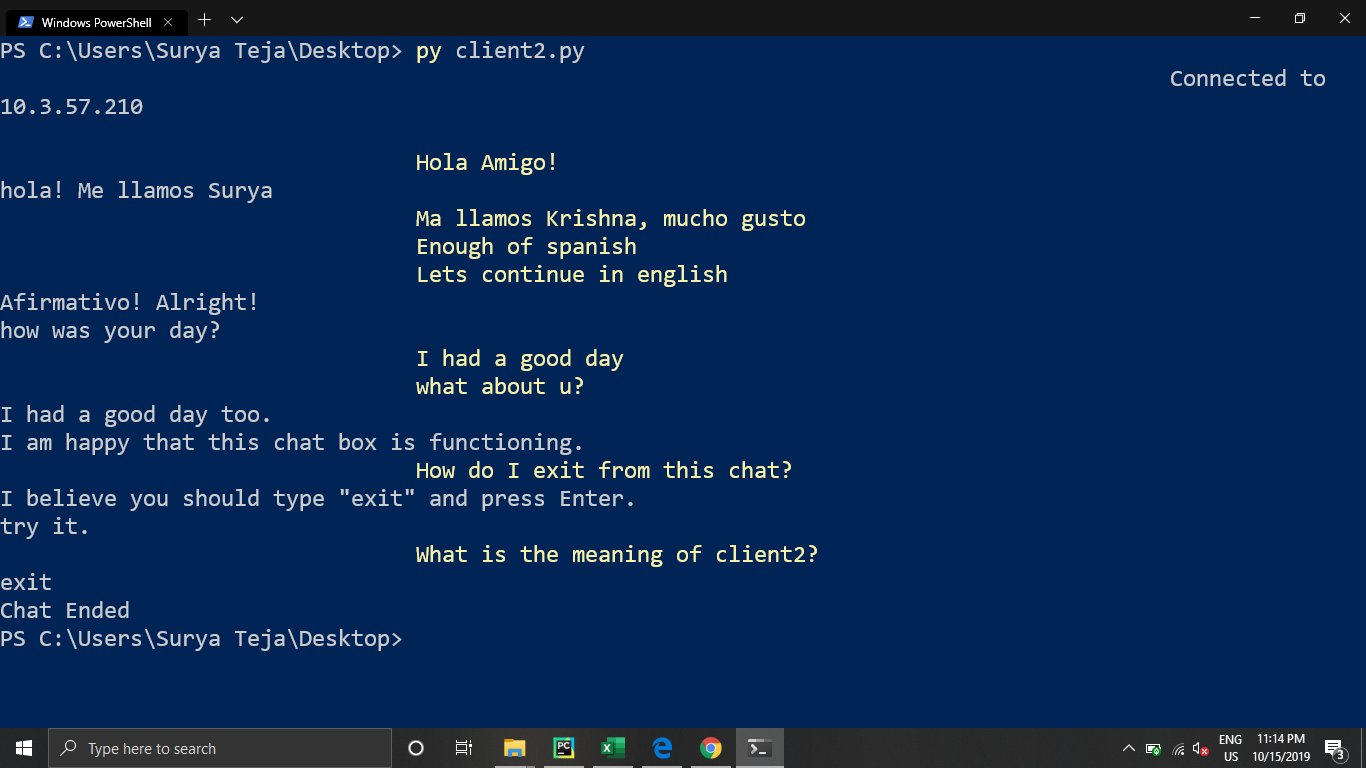 Windows PowerShell
PS C:\Users\Surya Teja\Desktop> py client2.py
Connected to
10.3.57.210
Hola Amigo!
hola! Me llamos Surya
Ma llamos Krishna, mucho gusto
Enough of spanish
Lets continue in english
Afirmativo! Alright!
how was your day?
I had a good day
what about u?
I had a good day too.
I am happy that this chat box is functioning.
How do I exit from this chat?
I believe you should type "exit" and press Enter.
try it.
What is the meaning of client2?
exit
Chat Ended
PS C:\Users\Surya Teja\Desktop>
Type here to search
PC
X
ENG
US
11:14 PM
10/15/2019
3